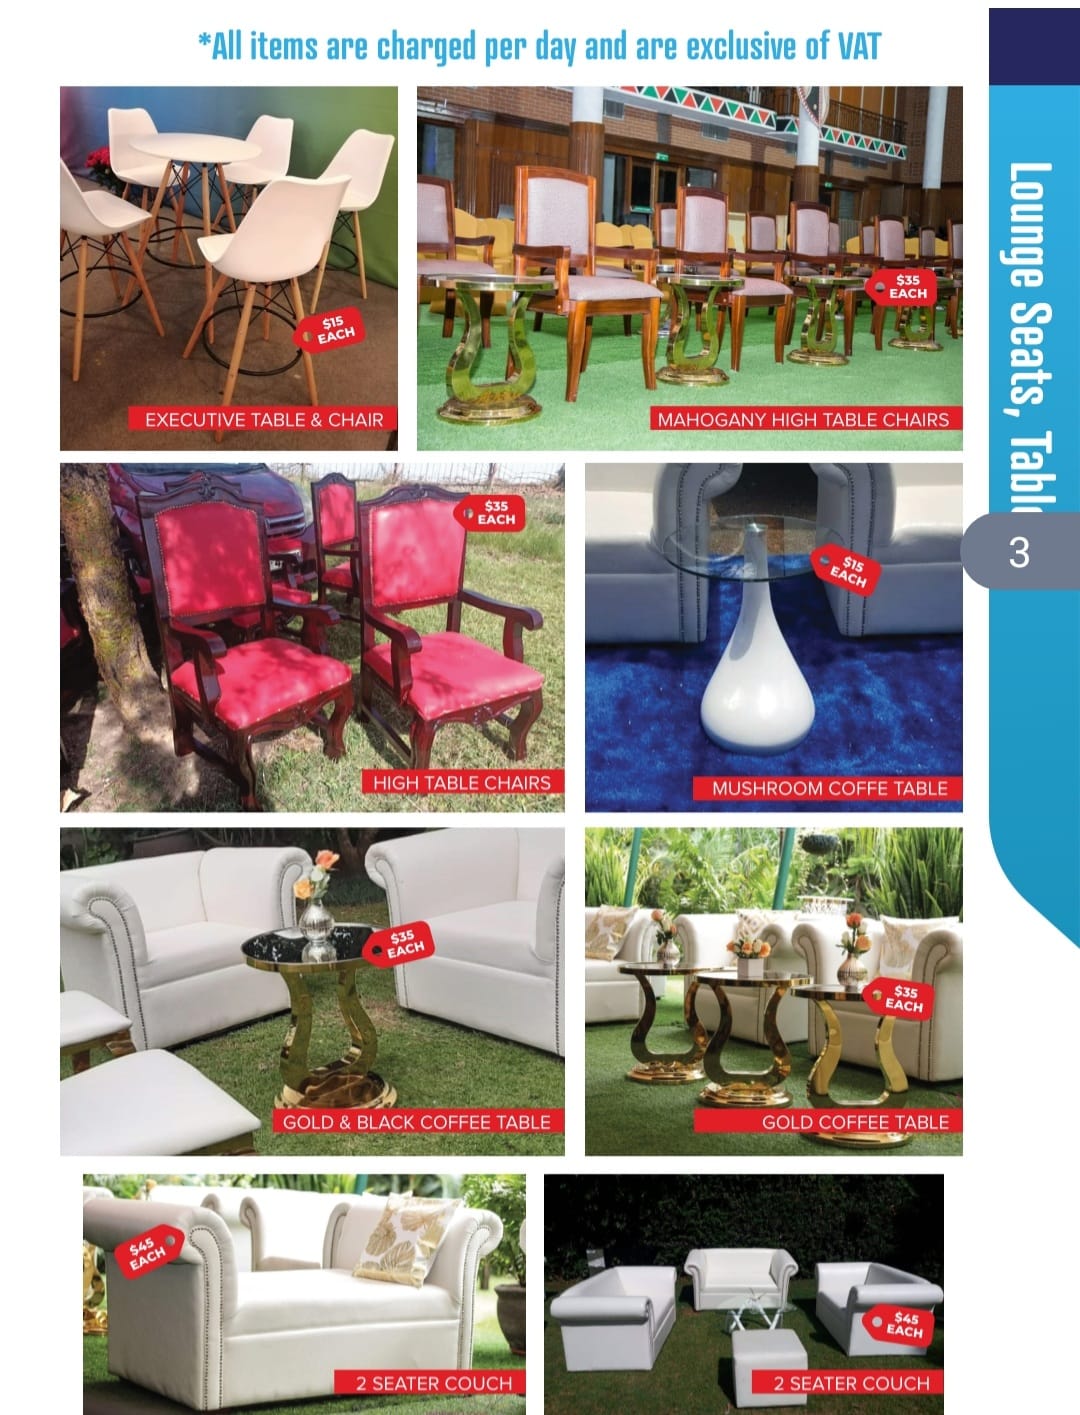 *All items are charged per day and are exclusive of VAT
$15
EACH
EXECUTIVE TABLE & CHAIR
$35
EACH
MAHOGANY HIGH TABLE CHAIRS
$35
EACH
HIGH TABLE CHAIRS
$15
EACH
MUSHROOM COFFE TABLE
$35
EACH
GOLD & BLACK COFFEE TABLE
$35
EACH
GOLD COFFEE TABLE
$45
EACH
2 SEATER COUCH
$45
EACH
2 SEATER COUCH
Lounge Seats, Tabl
3